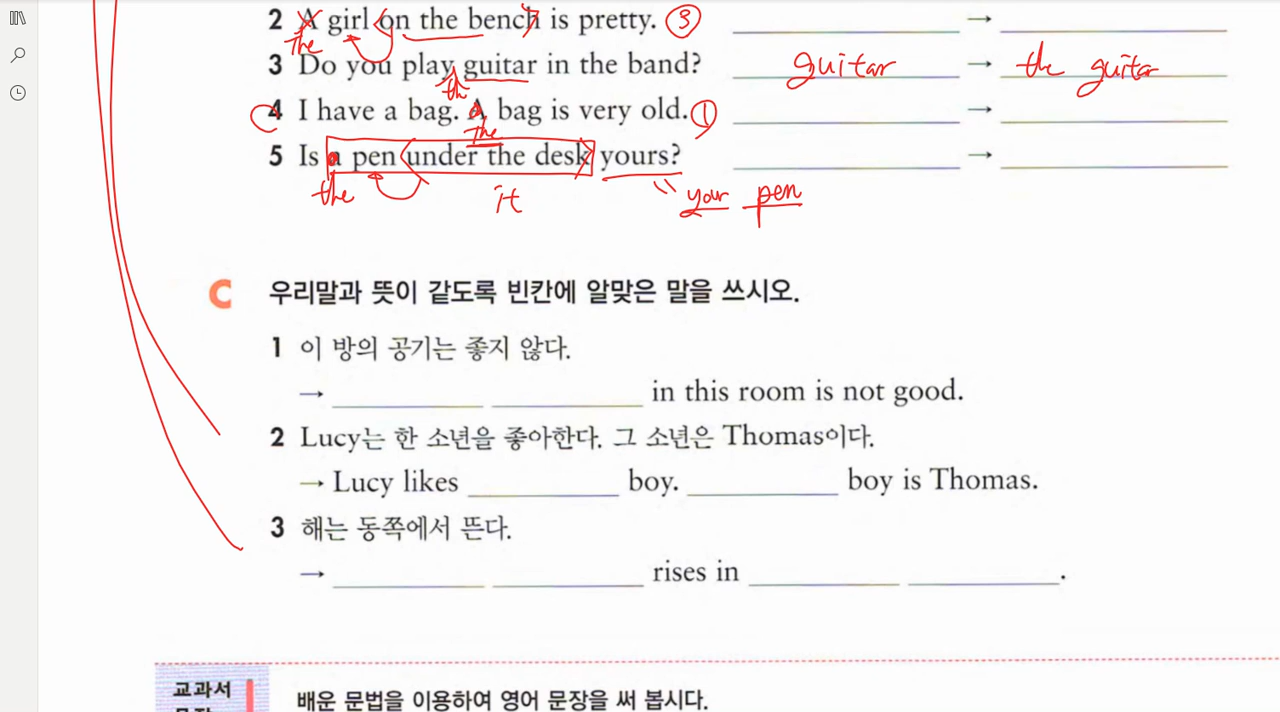 2 A girl on the bench is pretty. ③
The
3 Do you play guitar in the band? guitar → the guitar
the
4 I have a bag. A bag is very old. ① →
The
5 Is a pen under the desk yours? →
the it " your pen
C 우리말과 뜻이 같도록 빈칸에 알맞은 말을 쓰시오.
1 이 방의 공기는 좋지 않다.
→ in this room is not good.
2 Lucy는 한 소년을 좋아한다. 그 소년은 Thomas이다.
→ Lucy likes boy. boy is Thomas.
3 해는 동쪽에서 뜬다.
→ rises in .
교과서
배운 문법을 이용하여 영어 문장을 써 봅시다.